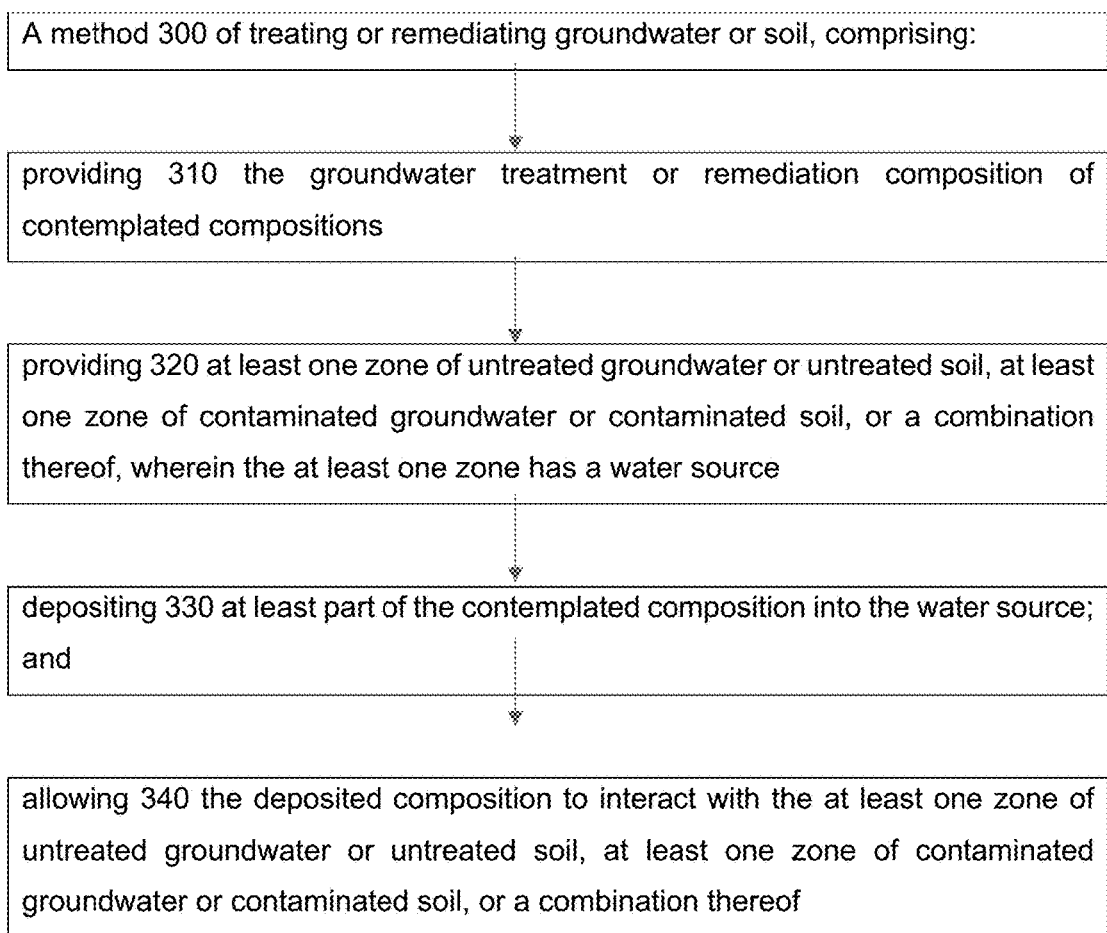 A method 300 of treating or remediating groundwater or soil, comprising:
providing 310 the groundwater treatment or remediation composition of
contemplated compositions
providing 320 at least one zone of untreated groundwater or untreated soil, at least
one zone of contaminated groundwater or contaminated soil, or a combination
thereof, wherein the at least one zone has a water source
depositing 330 at least part of the contemplated composition into the water source;
and
allowing 340 the deposited composition to interact with the at least one zone of
untreated groundwater or untreated soil, at least one zone of contaminated
groundwater or contaminated soil, or a combination thereof